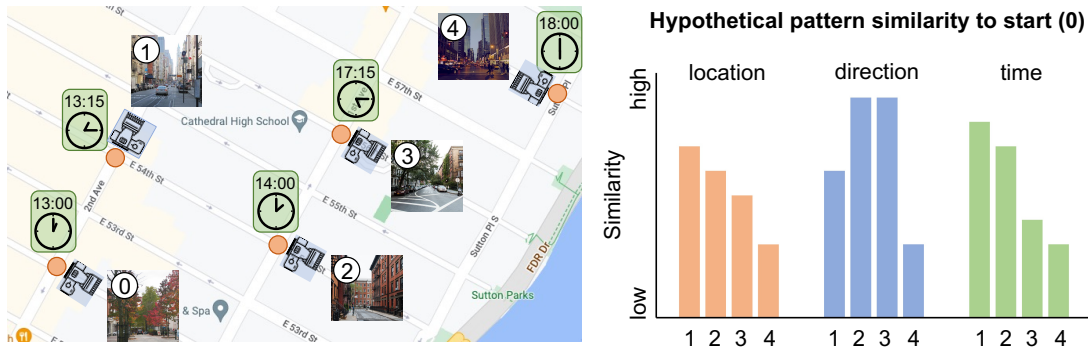 1
4
18:00
17:15
13:15
E 57th St
Cathedral High School
Sutton Pl
3
E 54th St
2nd Ave
14:00
13:00
E 55th St
E 53rd St
Sutton Pl S
FDR Dr
0
2
& Spa
Sutton Parks
E 53rd St
h
Hypothetical pattern similarity to start (0)
location direction time
high
Similarity
low
1 2 3 4 1 2 3 4 1 2 3 4